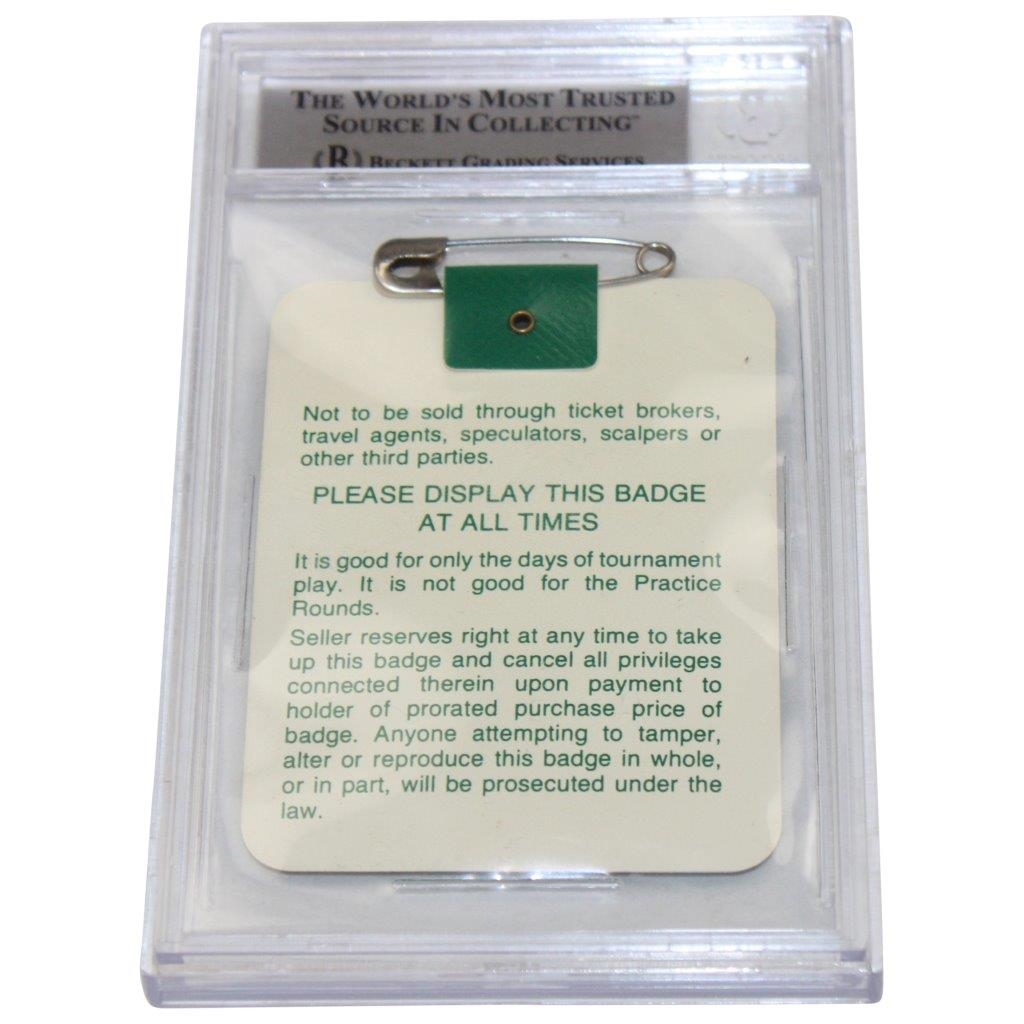 THE WORLD'S MOST TRUSTED
SOURCE IN COLLECTING™
(R) BECKETT GRADING SERVICES
Not to be sold through ticket brokers,
travel agents, speculators, scalpers or
other third parties.
PLEASE DISPLAY THIS BADGE
AT ALL TIMES
It is good for only the days of tournament
play. It is not good for the Practice
Rounds.
Seller reserves right at any time to take
up this badge and cancel all privileges
connected therein upon payment to
holder of prorated purchase price of
badge. Anyone attempting to tamper,
alter or reproduce this badge in whole,
or in part, will be prosecuted under the
law.